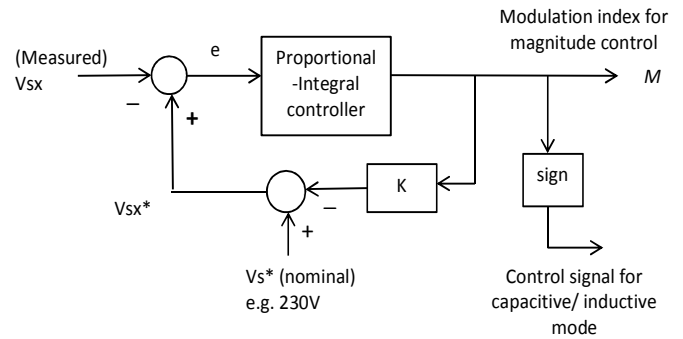 Modulation index for
magnitude control
(Measured)
Vsx
e
Proportional
-Integral
controller
M
–
+
sign
K
Vsx*
–
+
Vs* (nominal)
e.g. 230V
Control signal for
capacitive/ inductive
mode